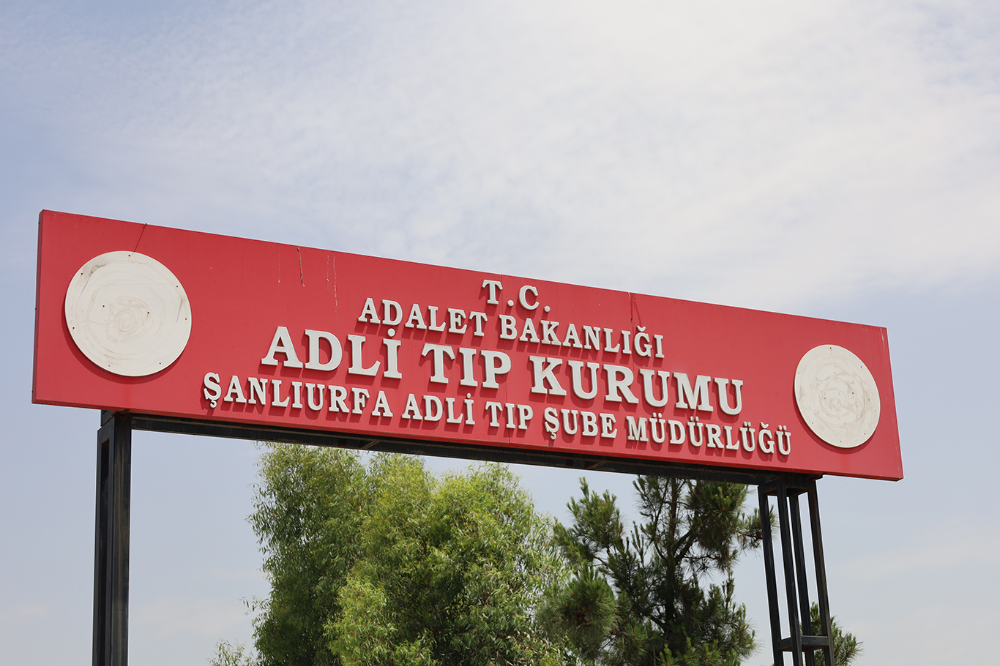 T.C.
ADALET BAKANLIĞI
ADLİ TIP KURUMU
ŞANLIURFA ADLİ TIP ŞUBE MÜDÜRLÜĞÜ